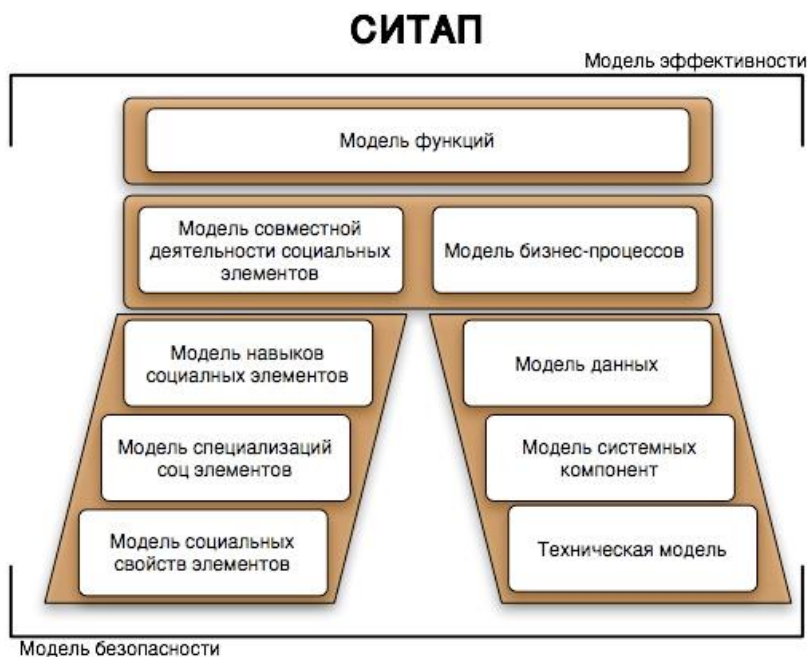 СИТАП
Модель эффективности
Модель функций
Модель совместной
деятельности социальных
элементов
Модель бизнес-процессов
Модель навыков
социалных элементов
Модель данных
Модель специализаций
соц элементов
Модель системных
компонент
Модель социальных
свойств элементов
Техническая модель
Модель безопасности